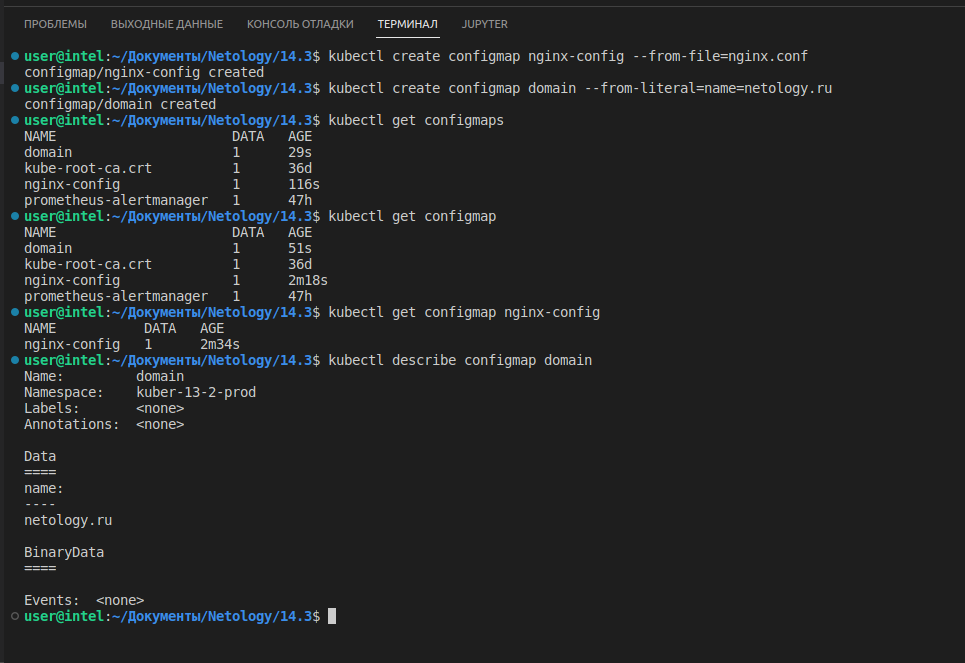 ПРОБЛЕМЫ ВЫХОДНЫЕ ДАННЫЕ КОНСОЛЬ ОТЛАДКИ ТЕРМИНАЛ JUPYTER
user@intel:~/Документы/Netology/14.3$ kubectl create configmap nginx-config --from-file=nginx.conf
configmap/nginx-config created
user@intel:~/Документы/Netology/14.3$ kubectl create configmap domain --from-literal=name=netology.ru
configmap/domain created
user@intel:~/Документы/Netology/14.3$ kubectl get configmaps
NAME                      DATA   AGE
domain                    1      29s
kube-root-ca.crt          1      36d
nginx-config              1      116s
prometheus-alertmanager   1      47h
user@intel:~/Документы/Netology/14.3$ kubectl get configmap
NAME                      DATA   AGE
domain                    1      51s
kube-root-ca.crt          1      36d
nginx-config              1      2m18s
prometheus-alertmanager   1      47h
user@intel:~/Документы/Netology/14.3$ kubectl get configmap nginx-config
NAME           DATA   AGE
nginx-config   1      2m34s
user@intel:~/Документы/Netology/14.3$ kubectl describe configmap domain
Name:         domain
Namespace:    kuber-13-2-prod
Labels:       <none>
Annotations:  <none>

Data
====
name:
----
netology.ru

BinaryData
====

Events:  <none>
user@intel:~/Документы/Netology/14.3$